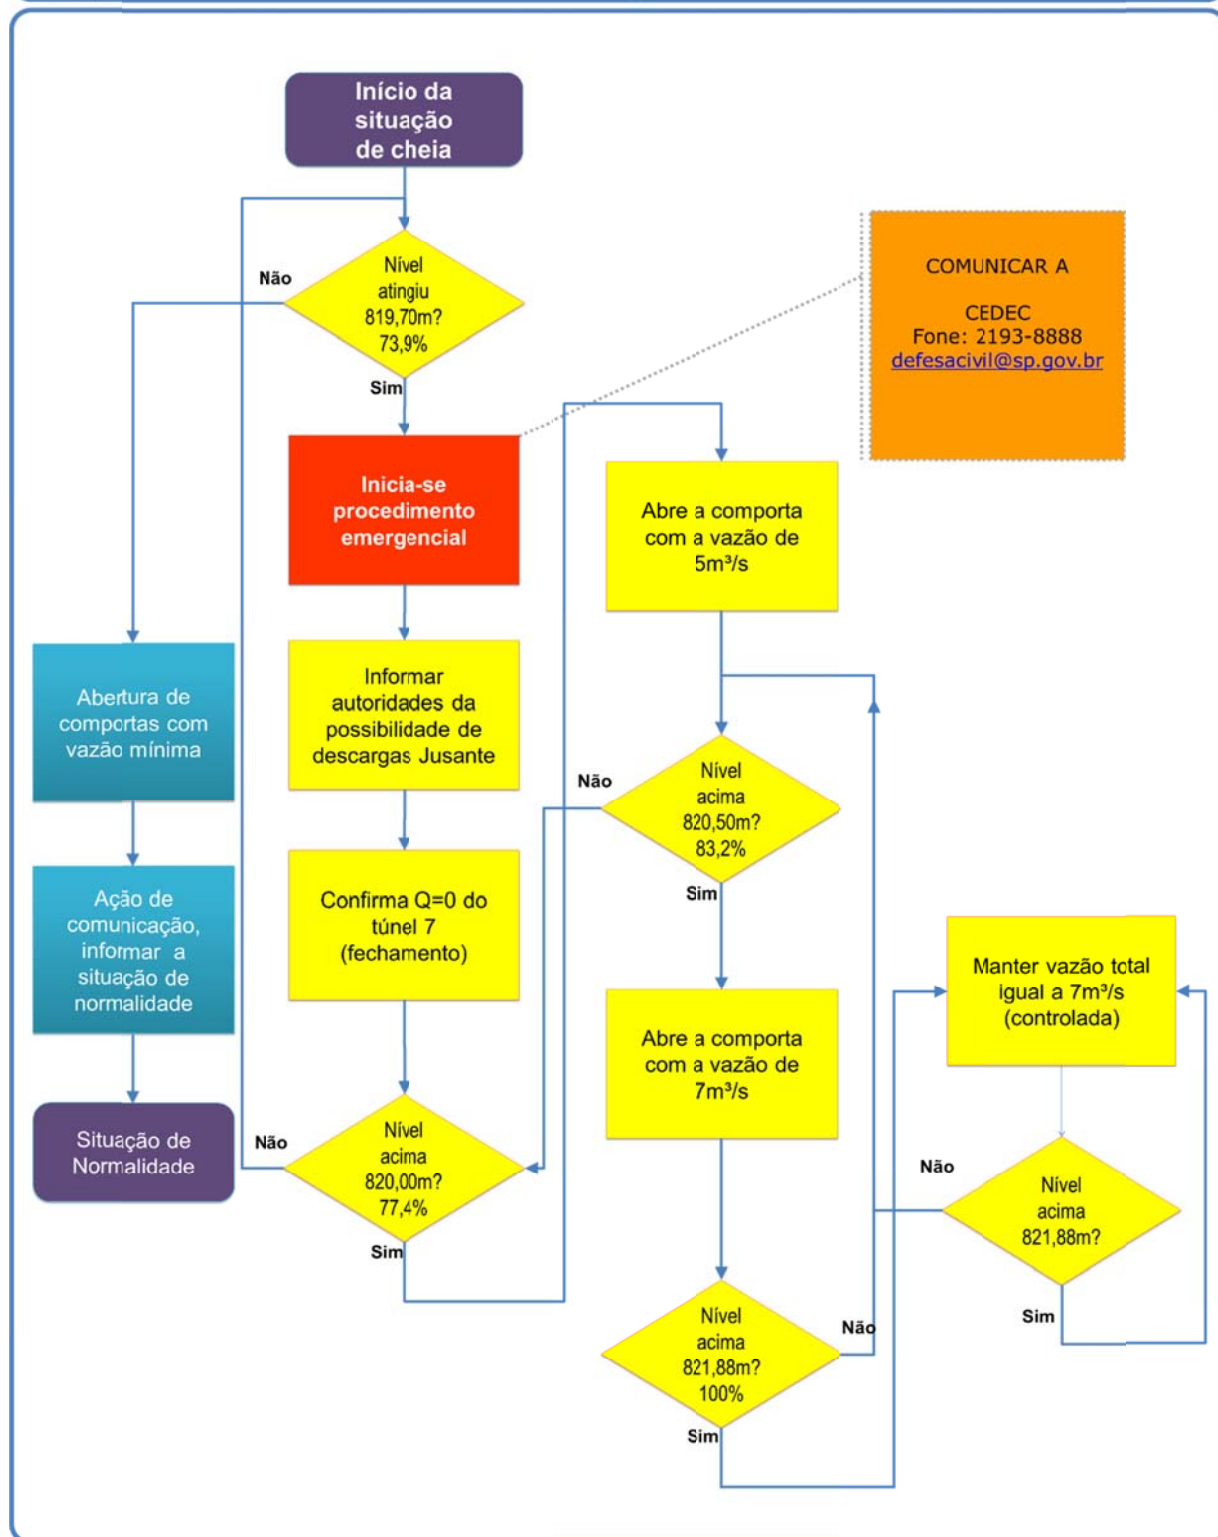 Início da
situação
de cheia
Não
Nível
atingiu
819,70m?
73,9%
Sim
COMUNICAR A
CEDEC
Fone: 2193-8888
defesacivil@sp.gov.br
Inicia-se
procedimento
emergencial
Abre a comporta
com a vazão de
5m³/s
Abertura de
comportas com
vazão mínima
Informar
autoridades da
possibilidade de
descargas Jusante
Não
Nível
acima
820,50m?
83,2%
Sim
Ação de
comunicação,
informar a
situação de
normalidade
Confirma Q=0 do
túnel 7
(fechamento)
Manter vazão total
igual a 7m³/s
(controlada)
Abre a comporta
com a vazão de
7m³/s
Situação de
Normalidade
Não
Nível
acima
820,00m?
77,4%
Sim
Não
Nível
acima
821,88m?
Sim
Nível
acima
821,88m?
100%
Não
Sim